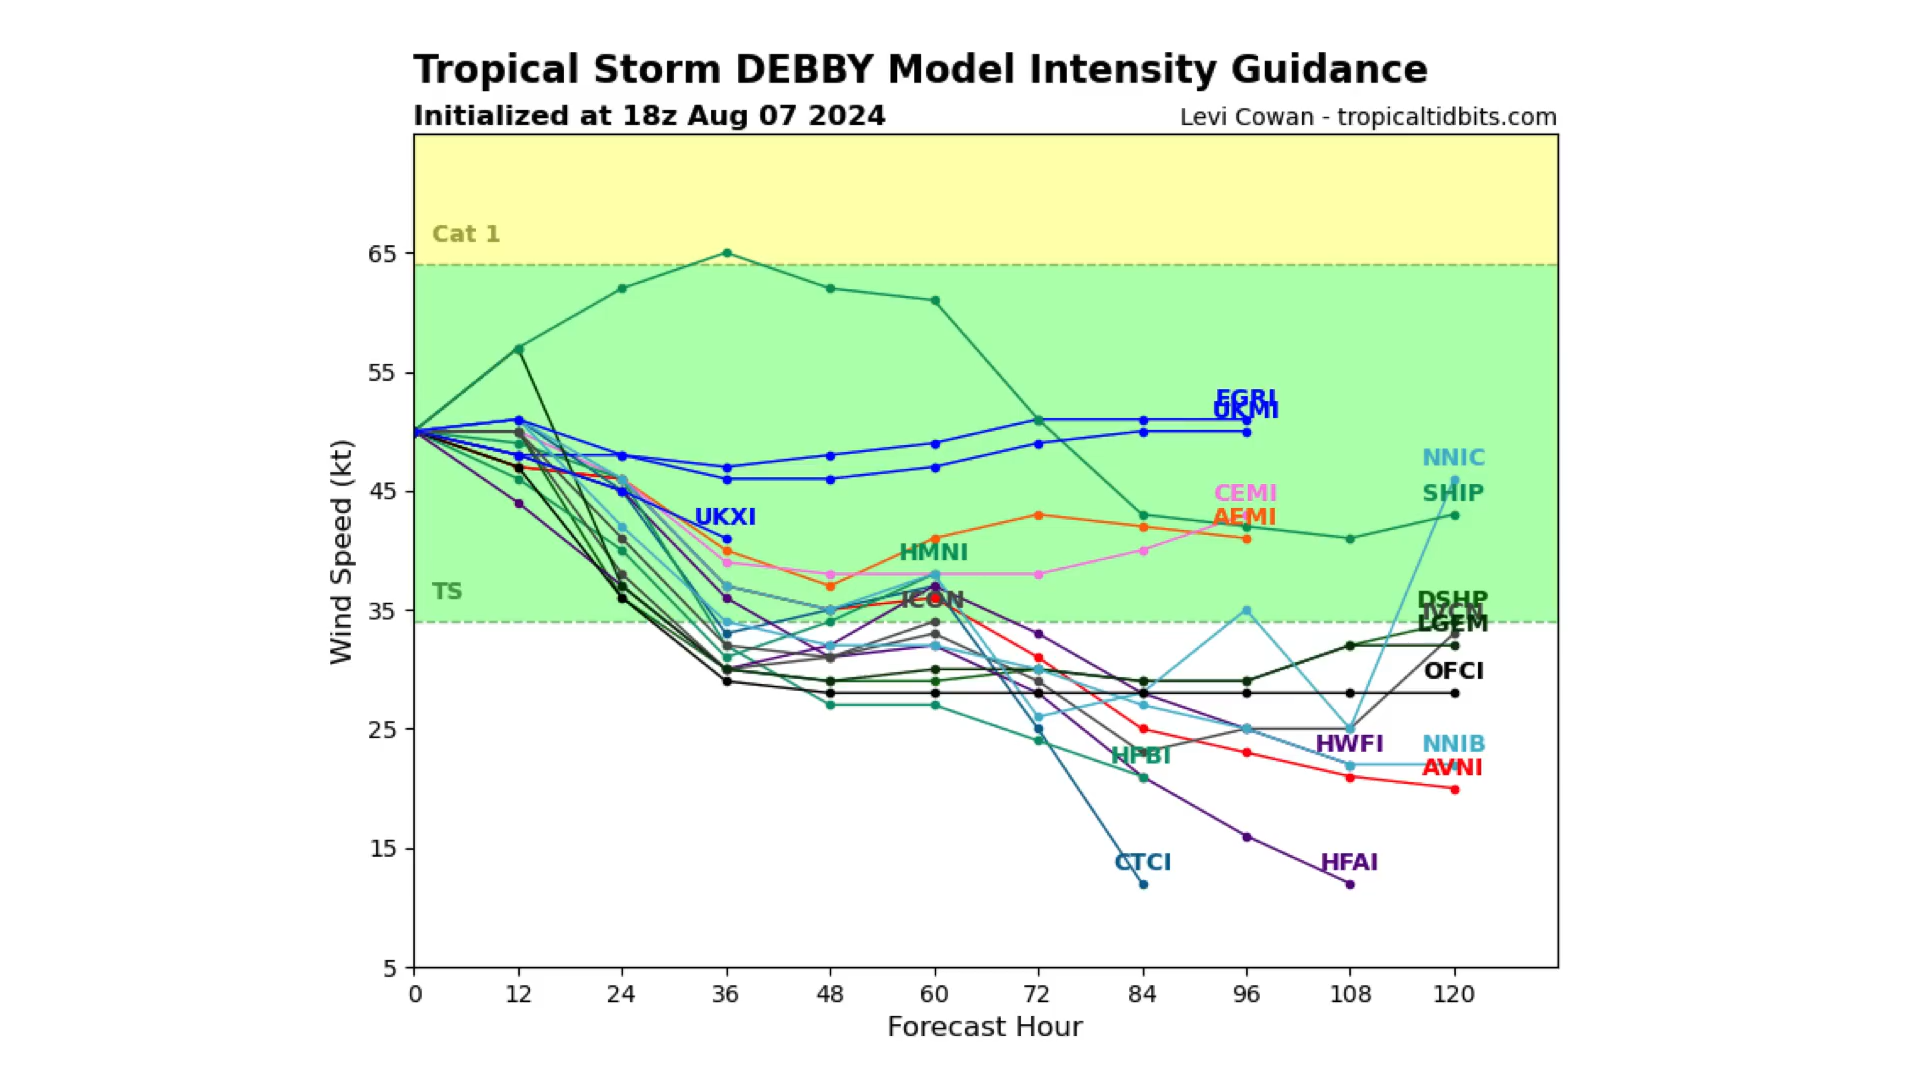 Tropical Storm DEBBY Model Intensity Guidance
Initialized at 18z Aug 07 2024
Levi Cowan - tropicaltidbits.com
Cat 1
65
55
EGRI
UKMI
NNIC
45
CEMI
SHIP
UKXI
AEMI
HMNI
TS
35
ICON
DSHP
IVCN
LGEM
OFCI
25
HFBI
HWFI
NNIB
AVNI
15
CTCI
HFAI
5
Wind Speed (kt)
0 12 24 36 48 60 72 84 96 108 120
Forecast Hour